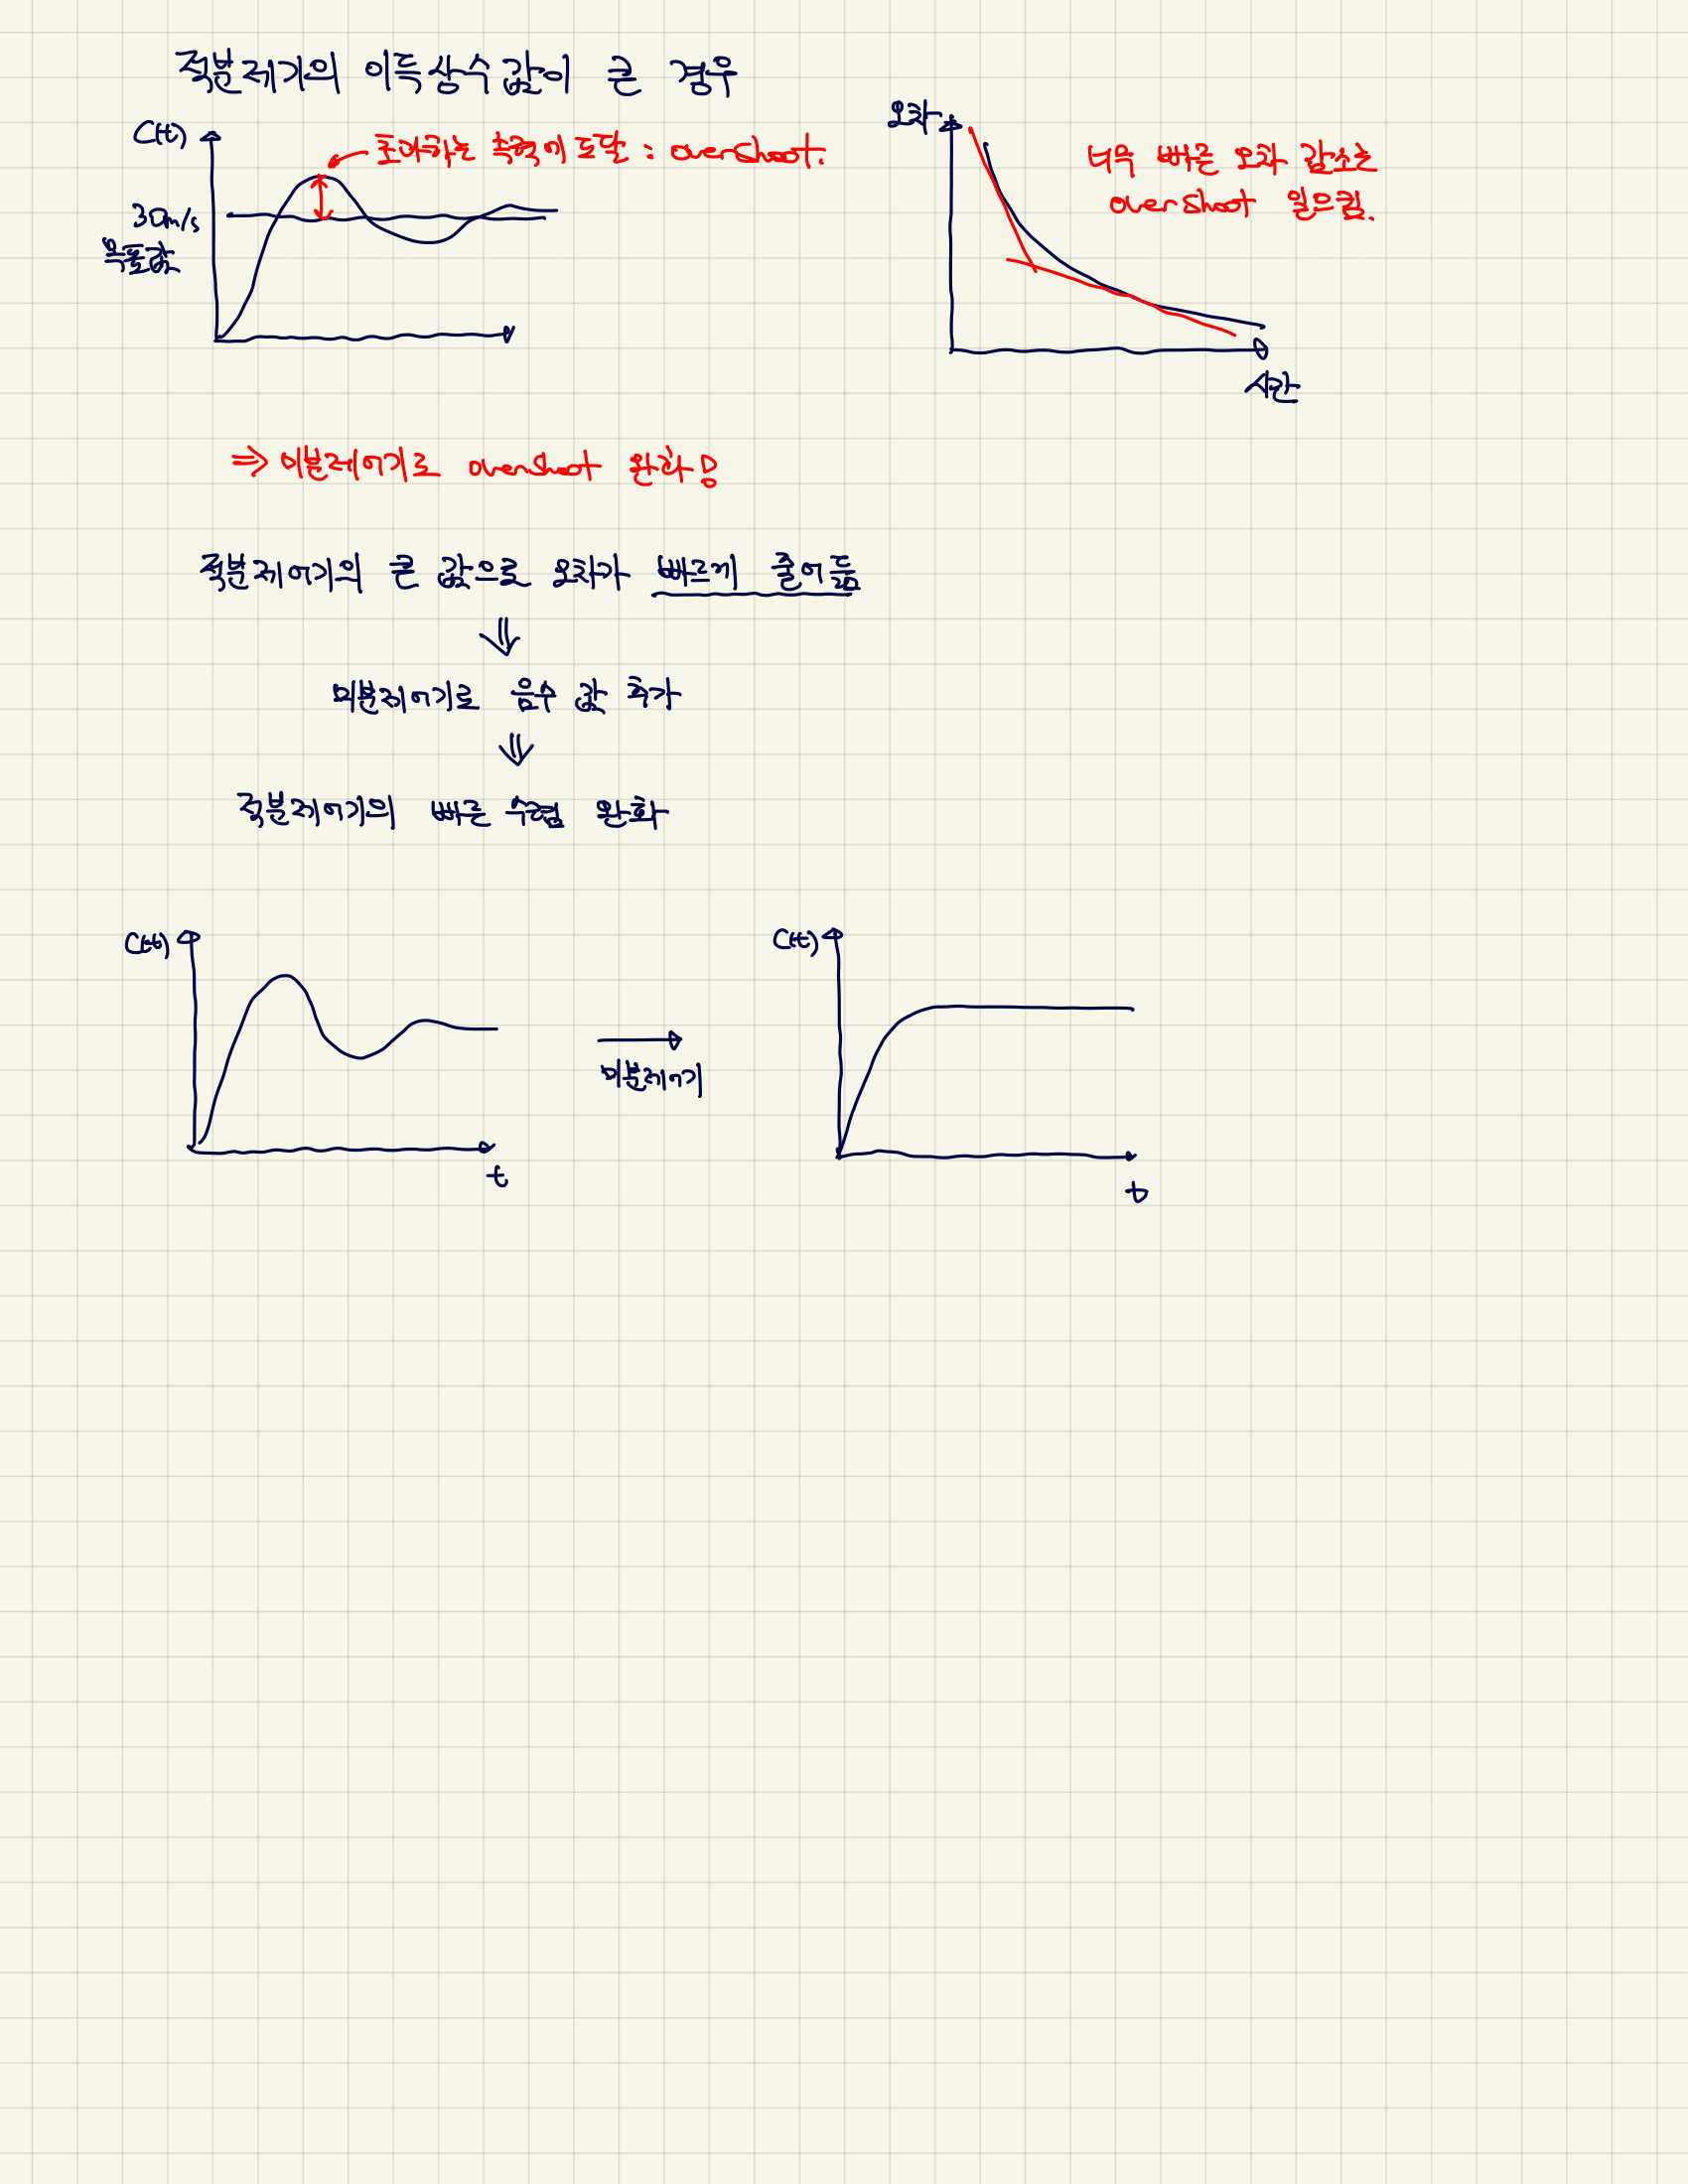 적분제기의 이득상수값이 큰 경우
C(t)
초과하는 속력에 도달 : overshoot.
30m/s
목푯값
오차
너무 빠른 오차 감소는
overshoot 일으킴.
시간
⇒ 미분제어기로 overshoot 완화!
적분제어기의 큰 값으로 오차가 빠르게 줄어듦
⇓
미분제어기로 음수 값 추가
⇓
적분제어기의 빠른 수렴 완화
C(t)
t
미분제어기
C(t)
t